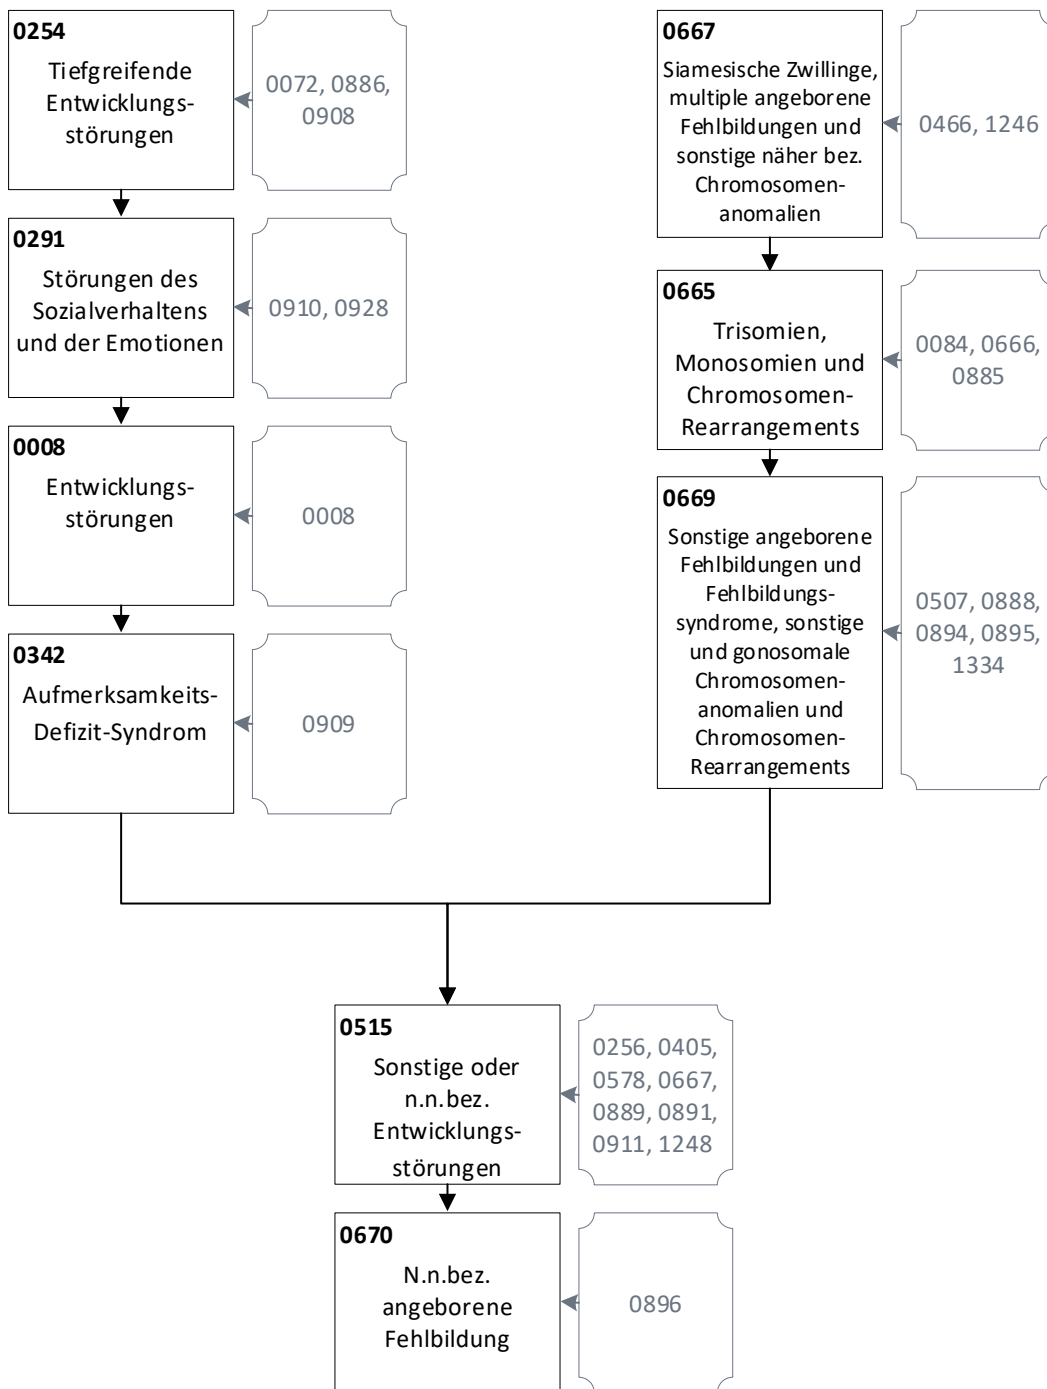 0254
Tiefgreifende
Entwicklungs-
störungen
0072, 0886,
0908
0291
Störungen des
Sozialverhaltens
und der Emotionen
0910, 0928
0008
Entwicklungs-
störungen
0008
0342
Aufmerksamkeits-
Defizit-Syndrom
0909
0667
Siamesische Zwillinge,
multiple angeborene
Fehlbildungen und
sonstige näher bez.
Chromosomen-
anomalien
0466, 1246
0665
Trisomien,
Monosomien und
Chromosomen-
Rearrangements
0084, 0666,
0885
0669
Sonstige angeborene
Fehlbildungen und
Fehlbildungs-
syndrome, sonstige
und gonosomale
Chromosomen-
anomalien und
Chromosomen-
Rearrangements
0507, 0888,
0894, 0895,
1334
0515
Sonstige oder
n.n.bez.
Entwicklungs-
störungen
0256, 0405,
0578, 0667,
0889, 0891,
0911, 1248
0670
N.n.bez.
angeborene
Fehlbildung
0896